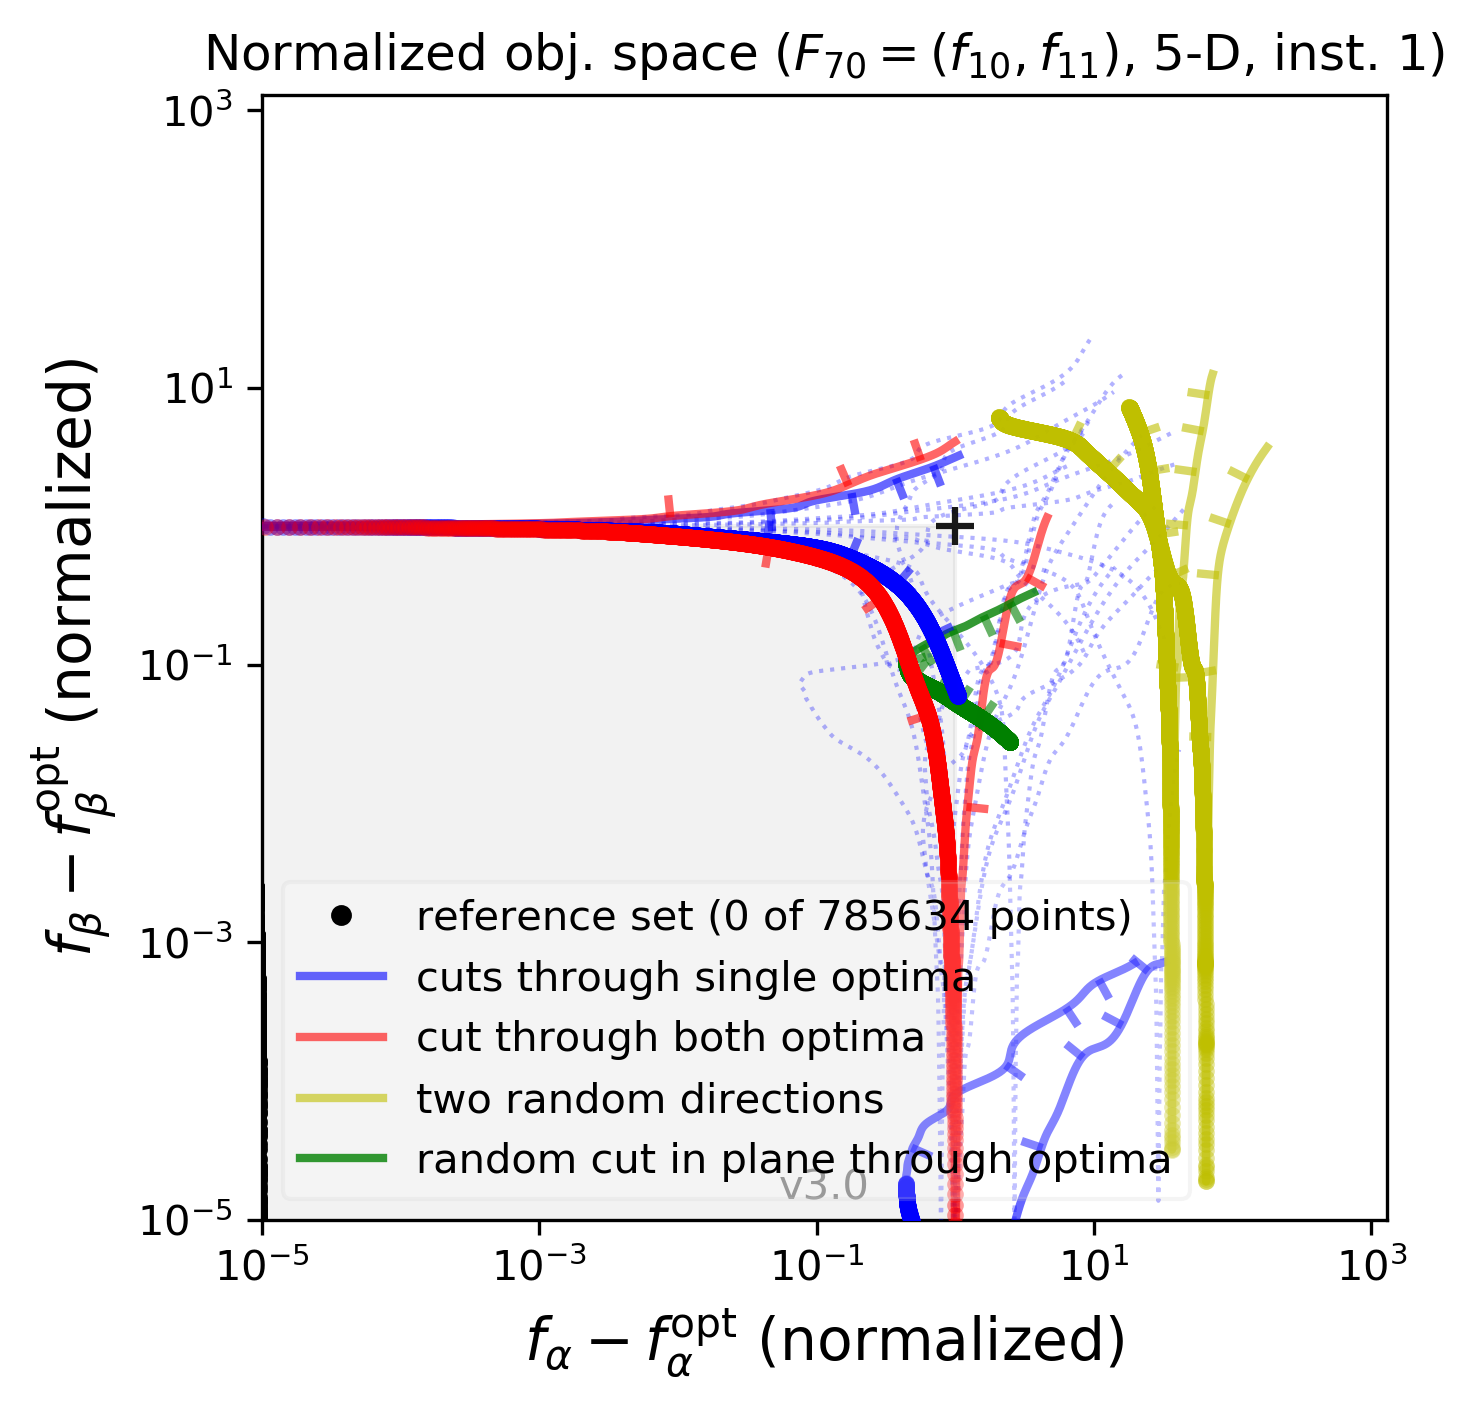 Normalized obj. space (F₇₀ = (f₁₀, f₁₁), 5-D, inst. 1)
10³
10¹
10⁻¹
10⁻³
10⁻⁵
f_β − f_β^opt (normalized)
reference set (0 of 785634 points)
cuts through single optima
cut through both optima
two random directions
random cut in plane through optima
v3.0
10⁻⁵ 10⁻³ 10⁻¹ 10¹ 10³
f_α − f_α^opt (normalized)